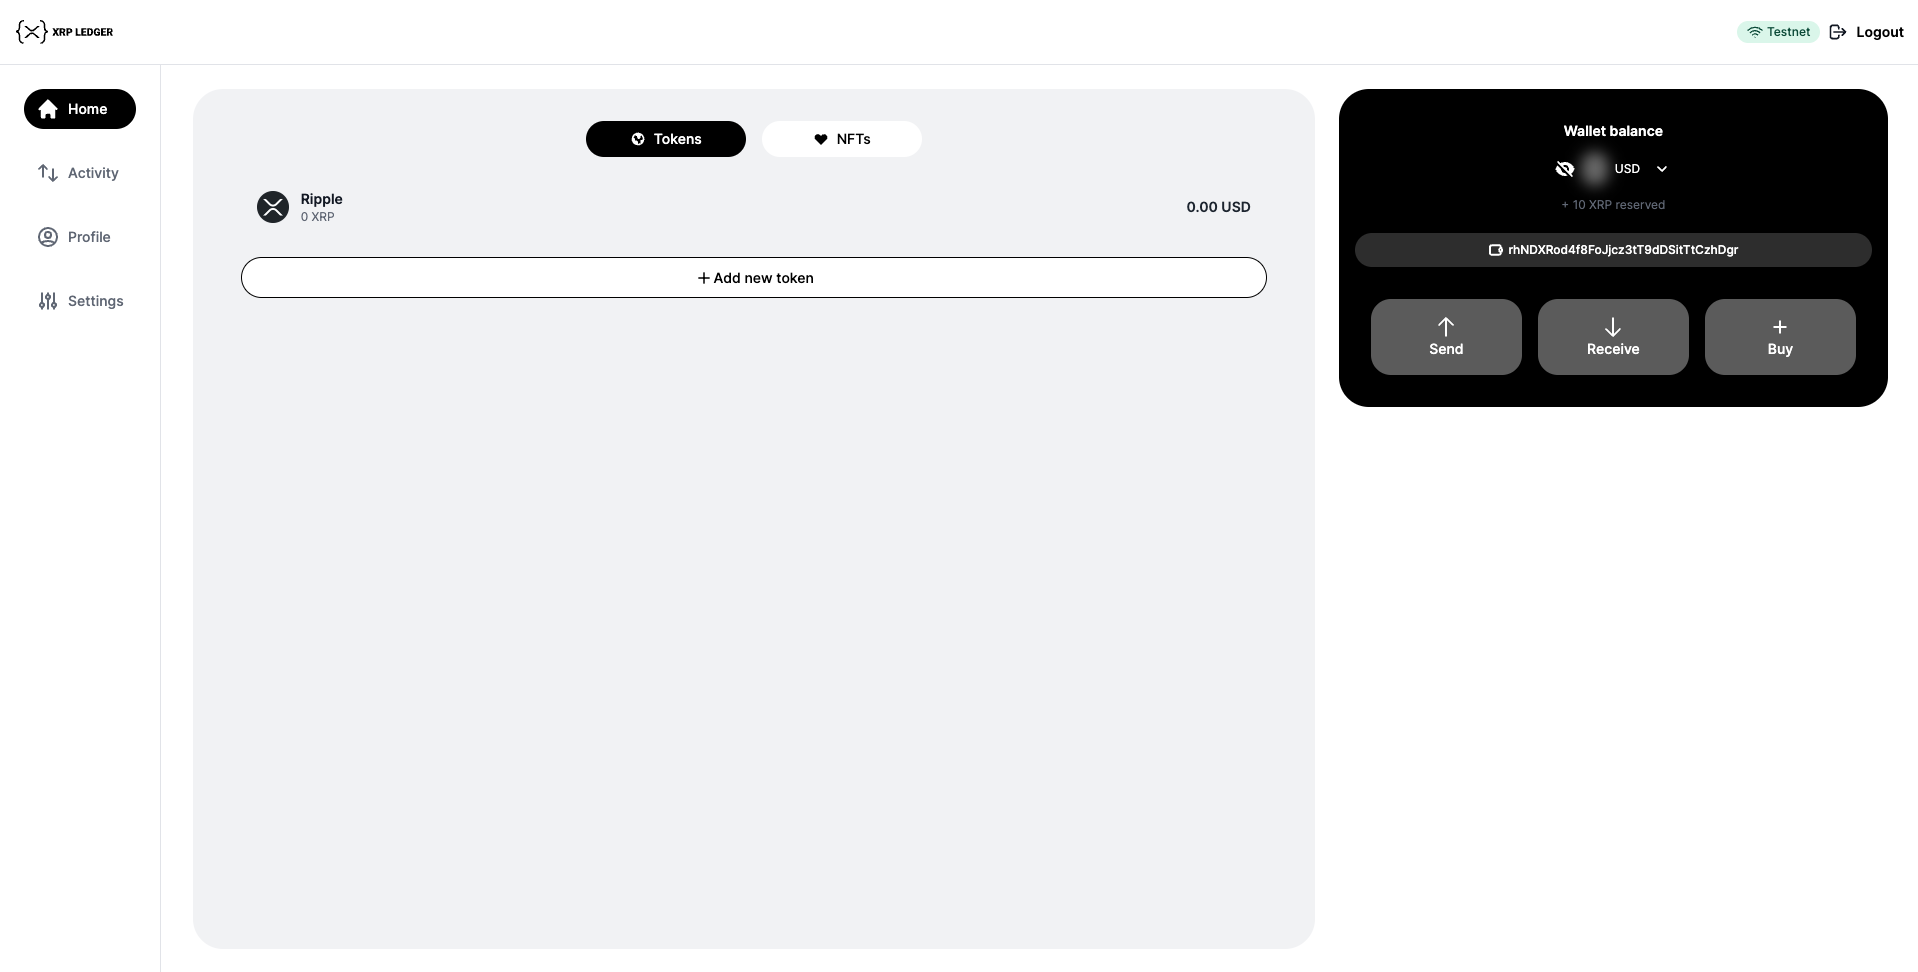 XRP LEDGER
Testnet
Logout
Home
Activity
Profile
Settings
Tokens
NFTs
Ripple
0 XRP
0.00 USD
+ Add new token
Wallet balance
USD
+ 10 XRP reserved
rhNDXRod4f8FoJjcz3tT9dDSitTtCzhDgr
Send
Receive
Buy